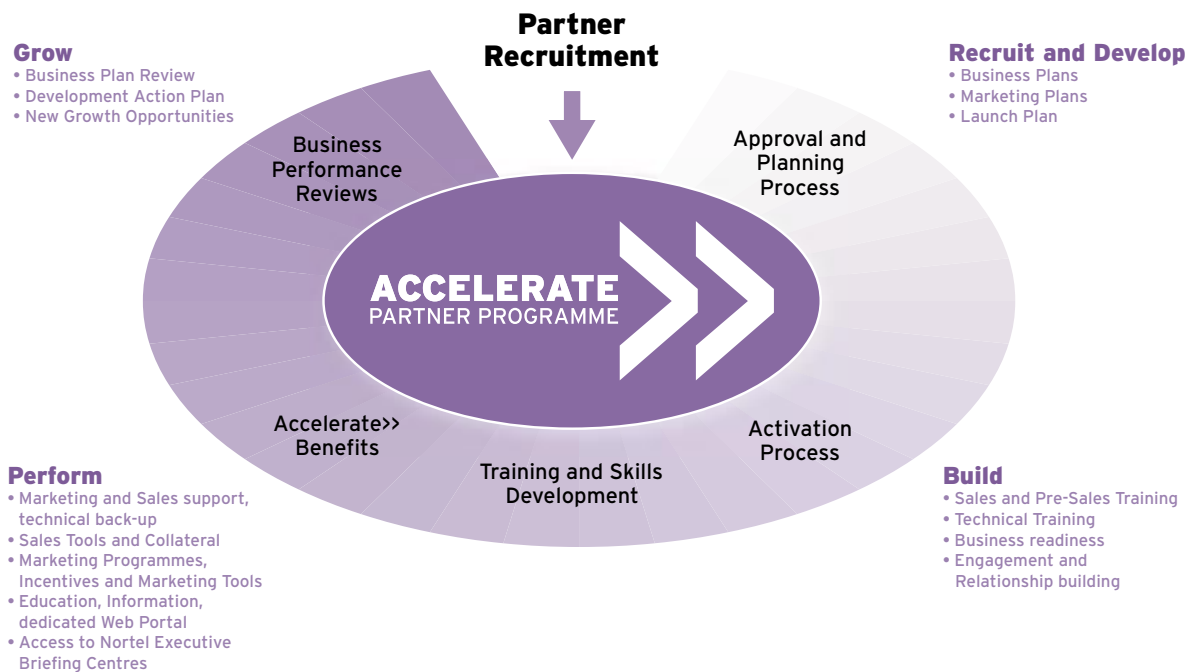 Partner
Recruitment
Grow
• Business Plan Review
• Development Action Plan
• New Growth Opportunities
Recruit and Develop
• Business Plans
• Marketing Plans
• Launch Plan
Business
Performance
Reviews
Approval and
Planning
Process
ACCELERATE
PARTNER PROGRAMME
Accelerate>>
Benefits
Training and Skills
Development
Activation
Process
Perform
• Marketing and Sales support,
technical back-up
• Sales Tools and Collateral
• Marketing Programmes,
Incentives and Marketing Tools
• Education, Information,
dedicated Web Portal
• Access to Nortel Executive
Briefing Centres
Build
• Sales and Pre-Sales Training
• Technical Training
• Business readiness
• Engagement and
Relationship building